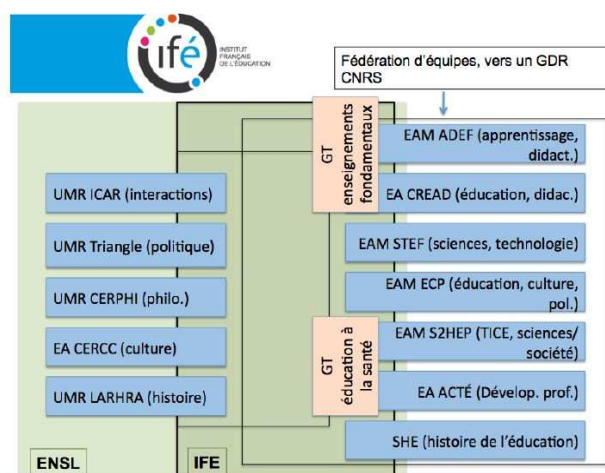 ifé
INSTITUT
FRANÇAIS
DE L'ÉDUCATION
Fédération d'équipes, vers un GDR
CNRS
GT
enseignements
fondamentaux
EAM ADEF (apprentissage,
didact.)
UMR ICAR (interactions)
EA CREAD (éducation, didac.)
UMR Triangle (politique)
EAM STEF (sciences, technologie)
UMR CERPHI (philo.)
EAM ECP (éducation, culture,
pol.)
GT
éducation à
la santé
EA CERCC (culture)
EAM S2HEP (TICE, sciences/
société)
UMR LARHRA (histoire)
EA ACTÉ (Dévelop. prof.)
SHE (histoire de l'éducation)
ENSL
IFE